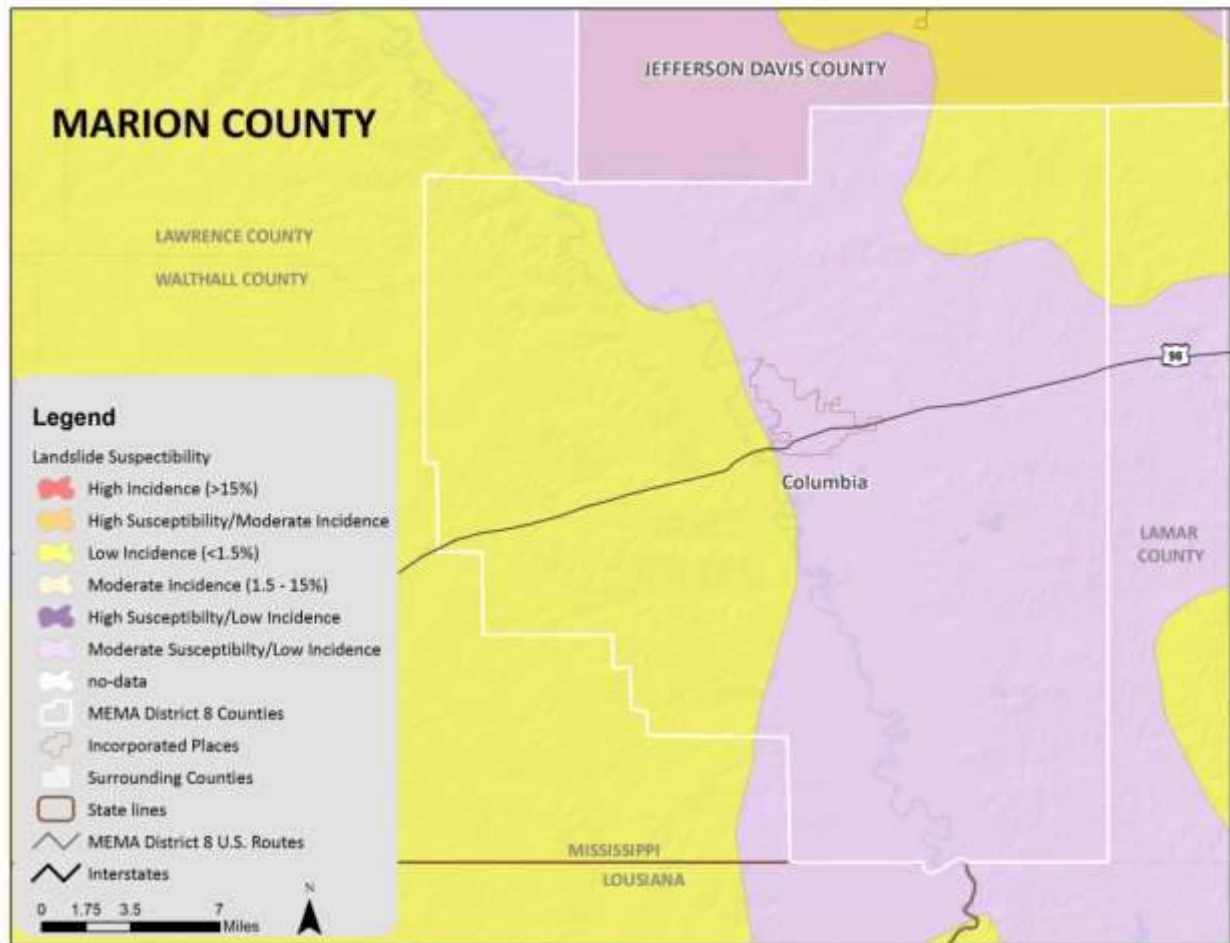 JEFFERSON DAVIS COUNTY
MARION COUNTY
LAWRENCE COUNTY
WALTHALL COUNTY
98
Columbia
LAMAR
COUNTY
MISSISSIPPI
LOUSIANA
Legend
Landslide Suspectibility
High Incidence (>15%)
High Susceptibility/Moderate Incidence
Low Incidence (<1.5%)
Moderate Incidence (1.5 - 15%)
High Susceptibilty/Low Incidence
Moderate Susceptibilty/Low Incidence
no-data
MEMA District 8 Counties
Incorporated Places
Surrounding Counties
State lines
MEMA District 8 U.S. Routes
Interstates
N
0 1.75 3.5 7
Miles